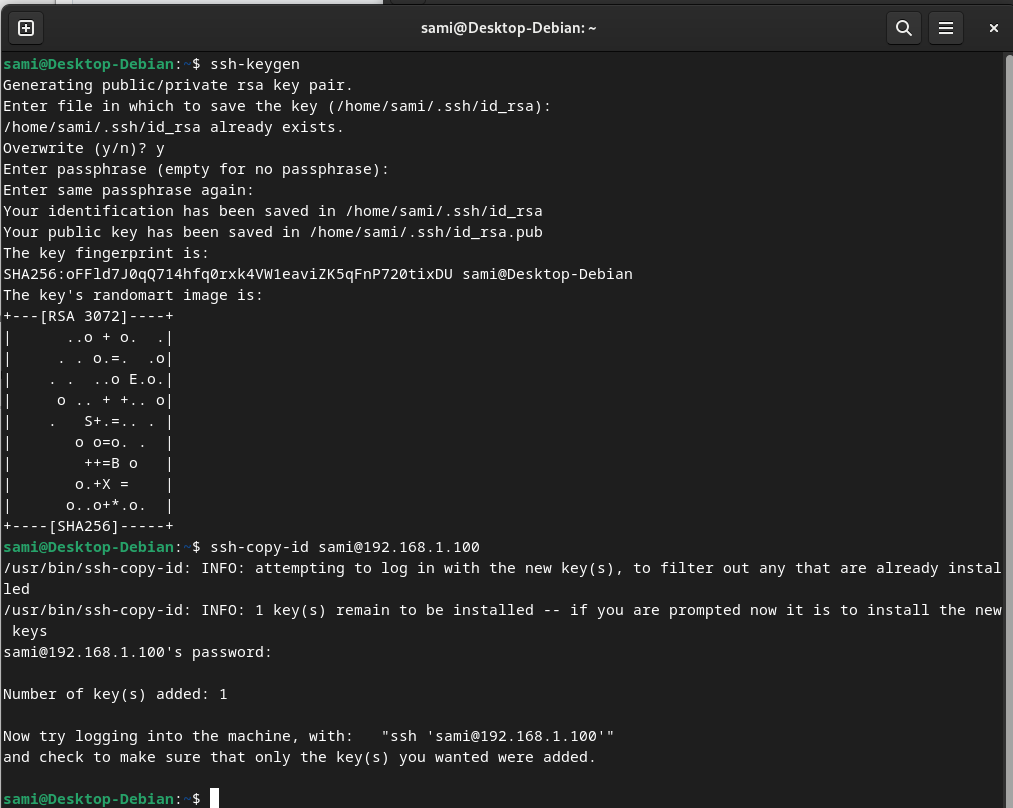 sami@Desktop-Debian: ~
sami@Desktop-Debian:~$ ssh-keygen
Generating public/private rsa key pair.
Enter file in which to save the key (/home/sami/.ssh/id_rsa):
/home/sami/.ssh/id_rsa already exists.
Overwrite (y/n)? y
Enter passphrase (empty for no passphrase):
Enter same passphrase again:
Your identification has been saved in /home/sami/.ssh/id_rsa
Your public key has been saved in /home/sami/.ssh/id_rsa.pub
The key fingerprint is:
SHA256:oFFld7J0qQ714hfq0rxk4VW1eaviZK5qFnP720tixDU sami@Desktop-Debian
The key's randomart image is:
+---[RSA 3072]----+
|      ..o + o.  .|
|     . . o.=.  .o|
|    . .  ..o E.o.|
|     o .. + +.. o|
|    .   S+.=.. . |
|       o o=o. .  |
|        ++=B o   |
|       o.+X =    |
|      o..o+*.o.  |
+----[SHA256]-----+
sami@Desktop-Debian:~$ ssh-copy-id sami@192.168.1.100
/usr/bin/ssh-copy-id: INFO: attempting to log in with the new key(s), to filter out any that are already instal
led
/usr/bin/ssh-copy-id: INFO: 1 key(s) remain to be installed -- if you are prompted now it is to install the new
 keys
sami@192.168.1.100's password:
Number of key(s) added: 1
Now try logging into the machine, with:   "ssh 'sami@192.168.1.100'"
and check to make sure that only the key(s) you wanted were added.
sami@Desktop-Debian:~$